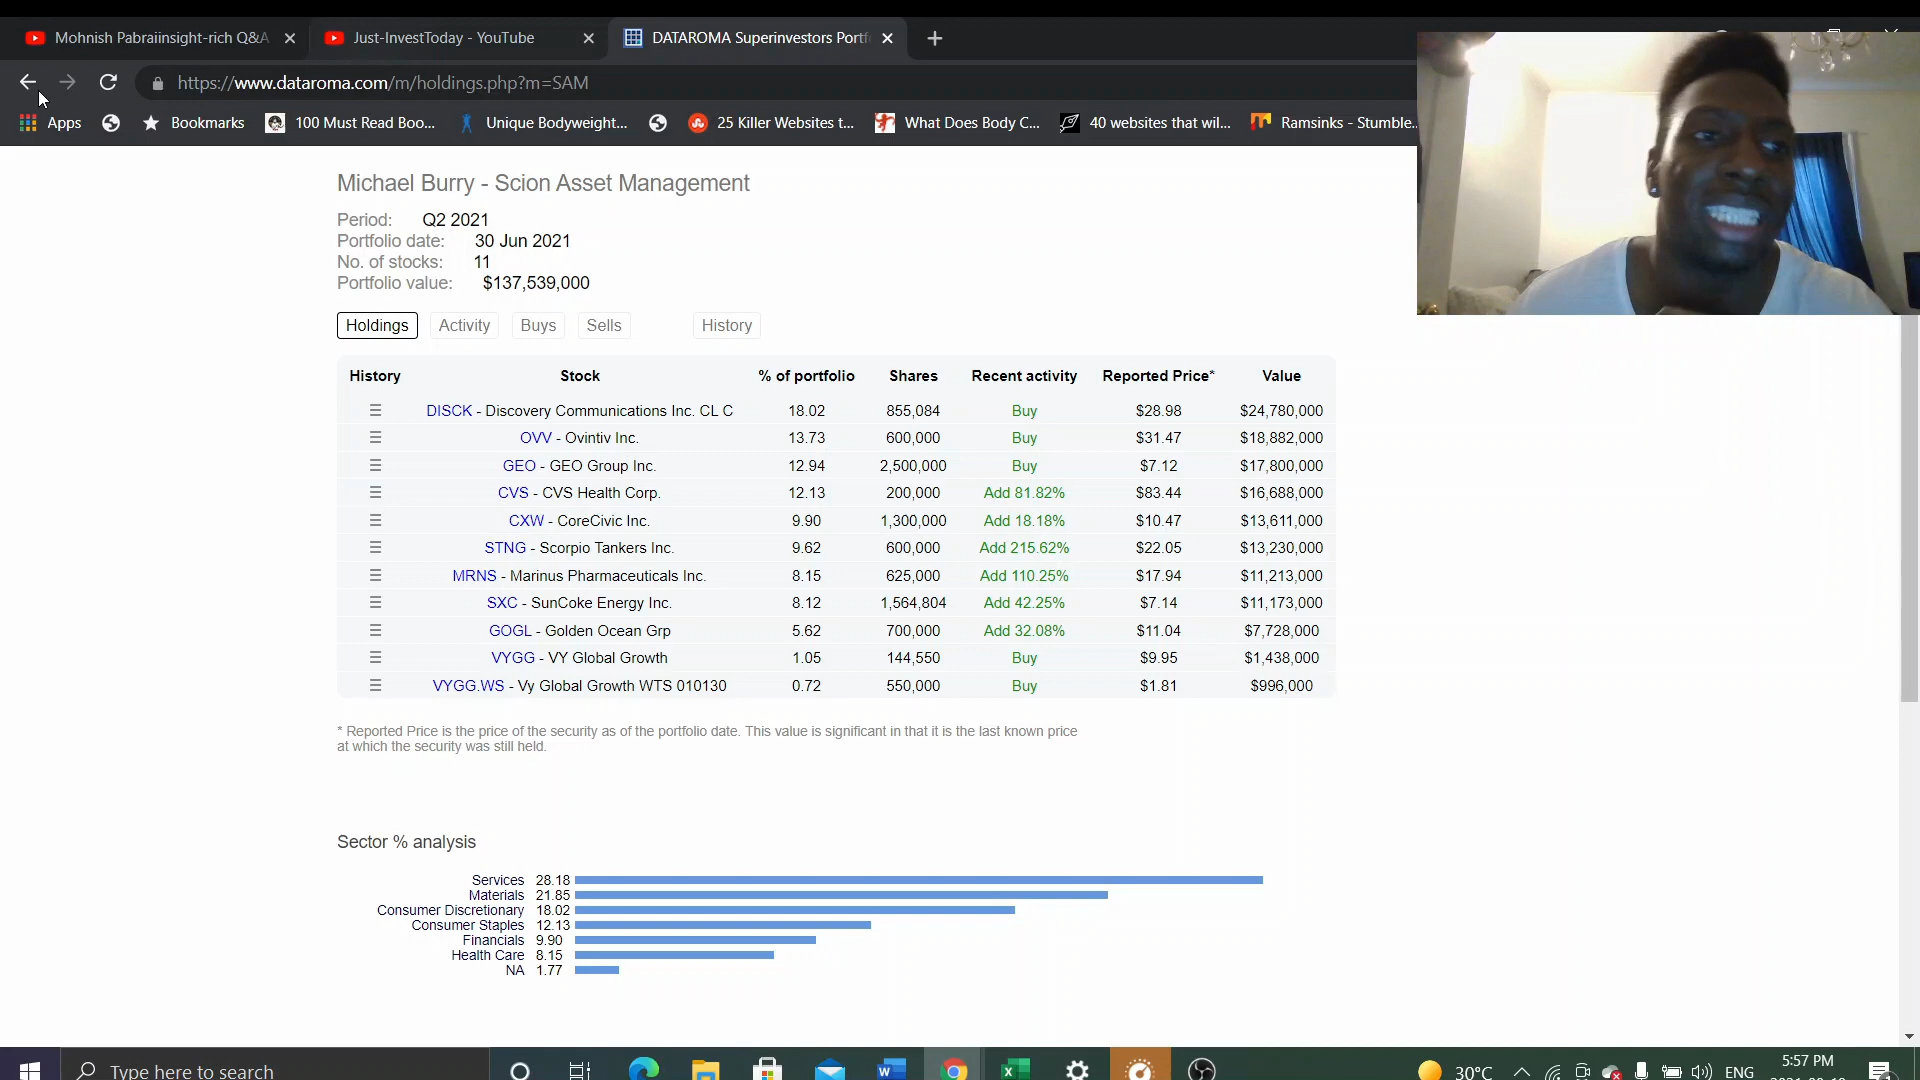 Mohnish Pabraiinsight-rich Q&A
Just-InvestToday - YouTube
DATAROMA Superinvestors Portf
https://www.dataroma.com/m/holdings.php?m=SAM
Apps
Bookmarks
100 Must Read Boo...
Unique Bodyweight...
25 Killer Websites t...
What Does Body C...
40 websites that wil...
Ramsinks - Stumble...
Michael Burry - Scion Asset Management
Period: Q2 2021
Portfolio date: 30 Jun 2021
No. of stocks: 11
Portfolio value: $137,539,000
Holdings Activity Buys Sells History
History Stock % of portfolio Shares Recent activity Reported Price* Value
DISCK - Discovery Communications Inc. CL C 18.02 855,084 Buy $28.98 $24,780,000
OVV - Ovintiv Inc. 13.73 600,000 Buy $31.47 $18,882,000
GEO - GEO Group Inc. 12.94 2,500,000 Buy $7.12 $17,800,000
CVS - CVS Health Corp. 12.13 200,000 Add 81.82% $83.44 $16,688,000
CXW - CoreCivic Inc. 9.90 1,300,000 Add 18.18% $10.47 $13,611,000
STNG - Scorpio Tankers Inc. 9.62 600,000 Add 215.62% $22.05 $13,230,000
MRNS - Marinus Pharmaceuticals Inc. 8.15 625,000 Add 110.25% $17.94 $11,213,000
SXC - SunCoke Energy Inc. 8.12 1,564,804 Add 42.25% $7.14 $11,173,000
GOGL - Golden Ocean Grp 5.62 700,000 Add 32.08% $11.04 $7,728,000
VYGG - VY Global Growth 1.05 144,550 Buy $9.95 $1,438,000
VYGG.WS - Vy Global Growth WTS 010130 0.72 550,000 Buy $1.81 $996,000
* Reported Price is the price of the security as of the portfolio date. This value is significant in that it is the last known price
at which the security was still held.
Sector % analysis
Services 28.18
Materials 21.85
Consumer Discretionary 18.02
Consumer Staples 12.13
Financials 9.90
Health Care 8.15
NA 1.77
Type here to search
30°C
ENG
5:57 PM